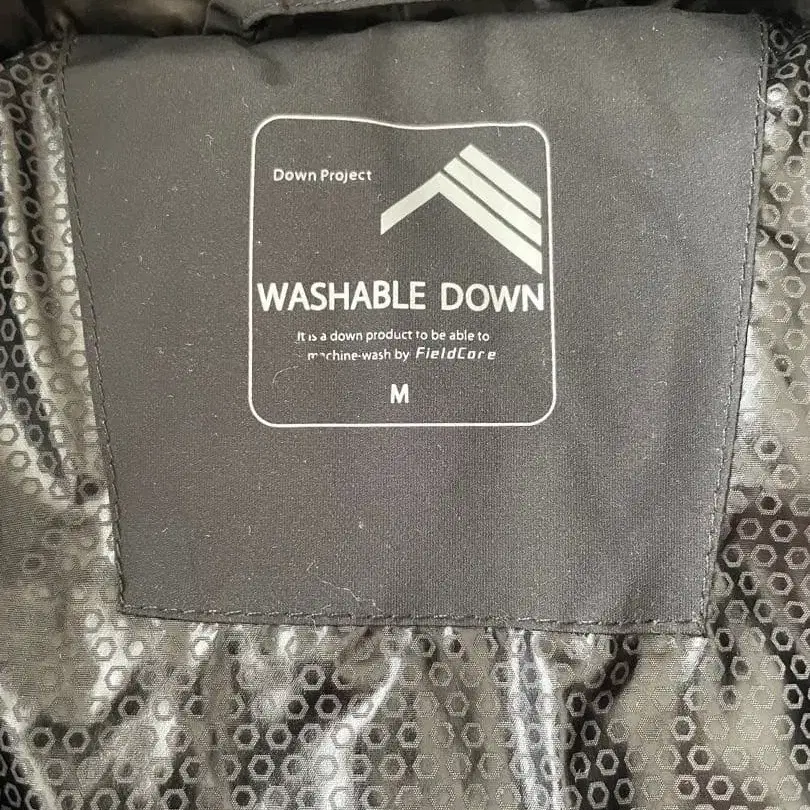 Down Project
WASHABLE DOWN
It is a down product to be able to
machine-wash by FieldCore
M